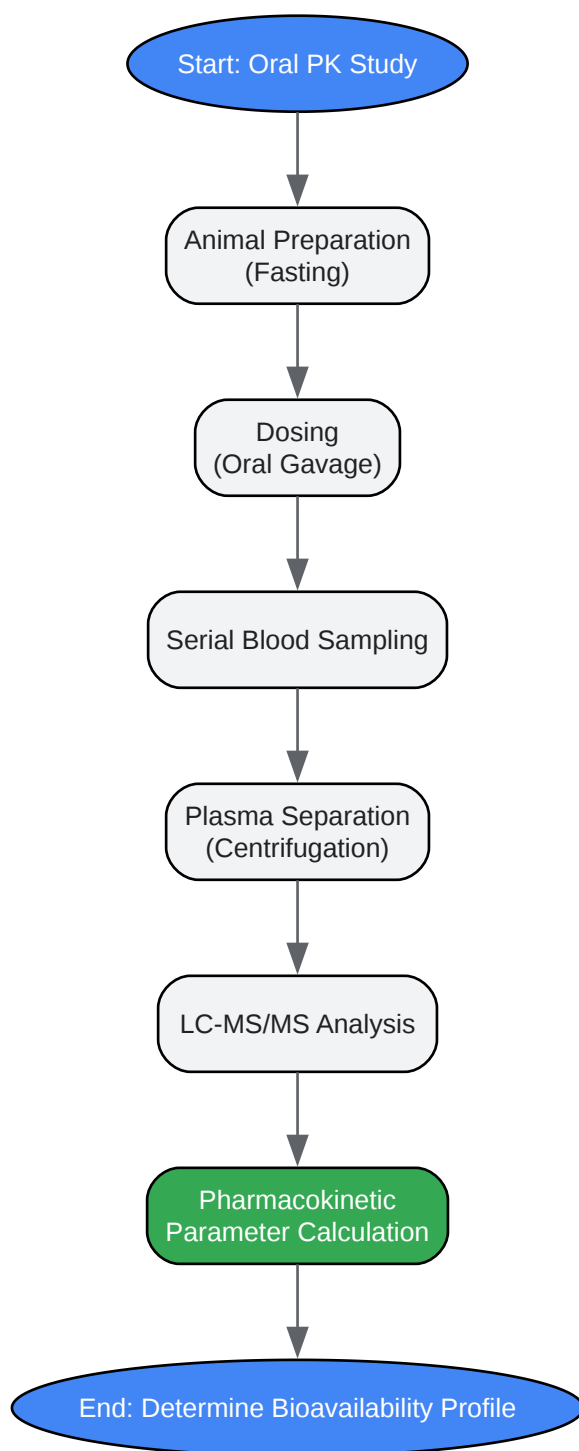 Start: Oral PK Study
Animal Preparation
(Fasting)
Dosing
(Oral Gavage)
Serial Blood Sampling
Plasma Separation
(Centrifugation)
LC-MS/MS Analysis
Pharmacokinetic
Parameter Calculation
End: Determine Bioavailability Profile